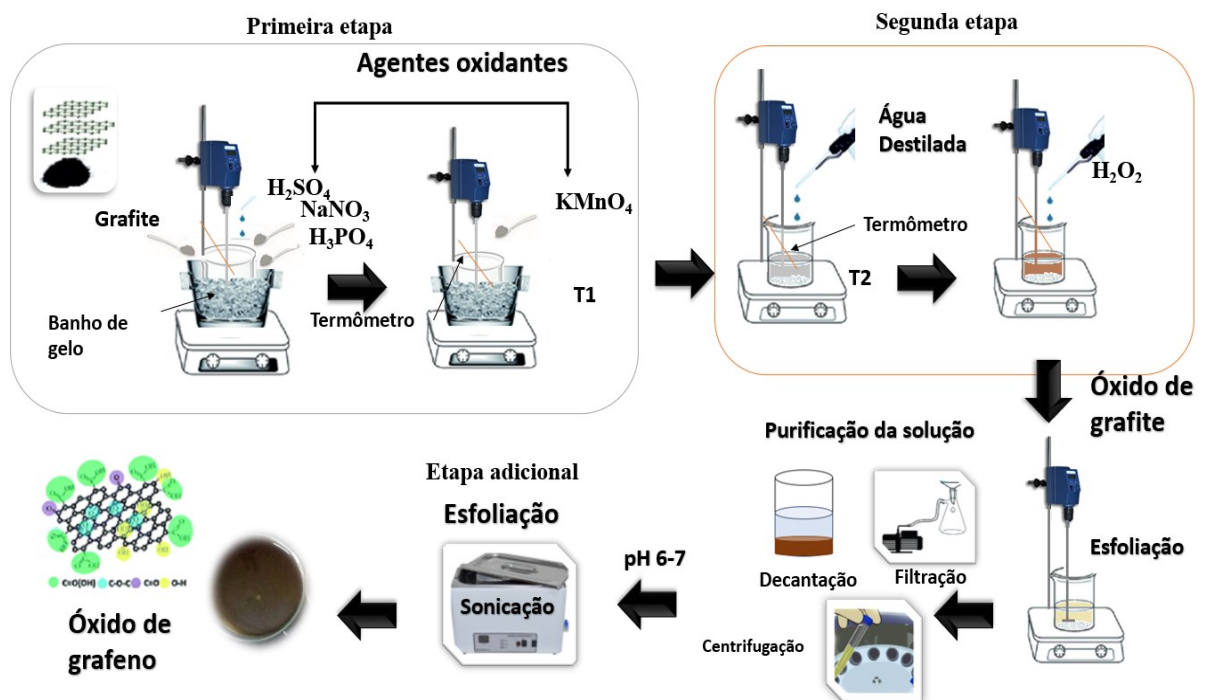 Primeira etapa
Agentes oxidantes
Grafite
H₂SO₄
NaNO₃
H₃PO₄
Banho de
gelo
Termômetro
KMnO₄
T1
Segunda etapa
Água
Destilada
Termômetro
T2
H₂O₂
Óxido de
grafite
Esfoliação
Purificação da solução
Decantação
Filtração
Centrifugação
pH 6-7
Etapa adicional
Esfoliação
Sonicação
C=O(OH) C-O-C C=O O-H
Óxido de
grafeno